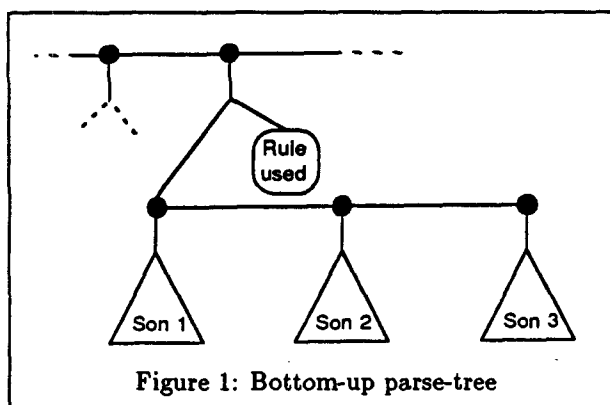 Rule
used
Son 1
Son 2
Son 3
Figure 1: Bottom-up parse-tree